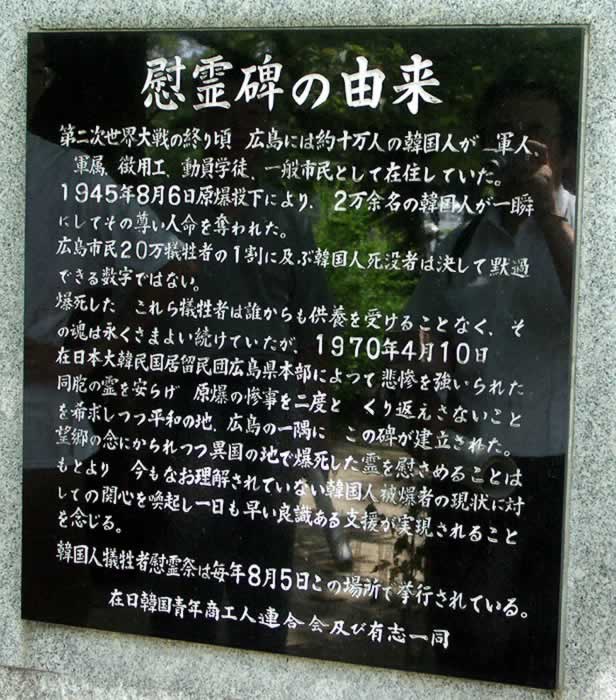 慰霊碑の由来
第二次世界大戦の終り頃 広島には約十万人の韓国人が 軍人、
軍属、徴用工、動員学徒、一般市民として在住していた。
1945年8月6日原爆投下により、2万余名の韓国人が一瞬
にしてその尊い人命を奪われた。
広島市民20万犠牲者の1割に及ぶ韓国人死没者は決して黙過
できる数字ではない。
爆死した これら犠牲者は誰からも供養を受けることなく、そ
の魂は永くさまよい続けていたが、1970年4月10日
在日本大韓民国居留民団広島県本部によつて悲惨を強いられた
同胞の霊を安らげ 原爆の惨事を二度と くり返えさないこと
を希求しつつ平和の地、広島の一隅に この碑が建立された。
望郷の念にかられつつ異国の地で爆死した霊を慰さめることは
もとより 今もなお理解されていない韓国人被爆者の現状に対
しての関心を喚起し一日も早い良識ある支援が実現されること
を念じる。
韓国人犠牲者慰霊祭は毎年8月5日この場所で挙行されている。
在日韓国青年商工人連合会及び有志一同